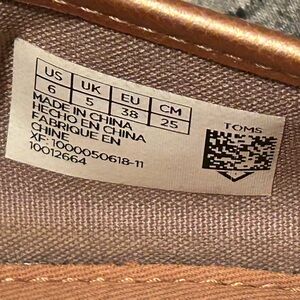 US UK EU CM
6 5 38 25
MADE IN CHINA
HECHO EN CHINA
FABRIQUE EN
CHINE
XF: 1000050618-11
10012664
TOMS